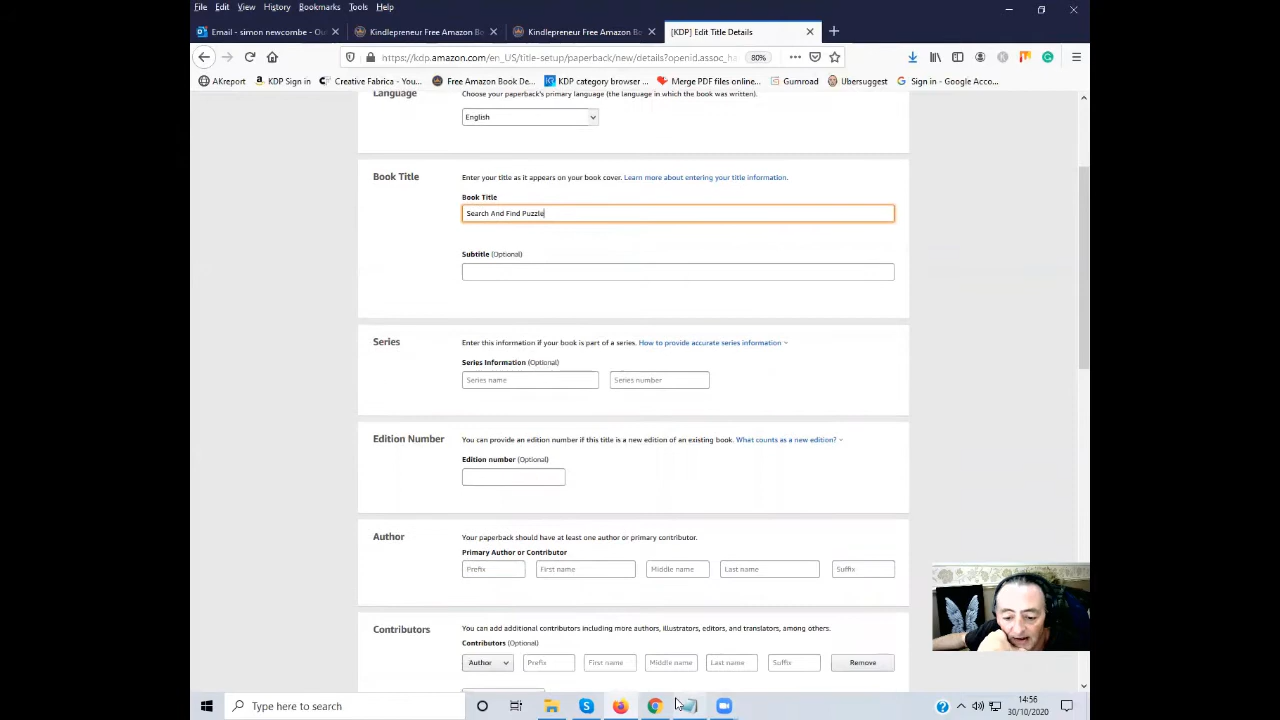 File Edit View History Bookmarks Tools Help
Email - simon newcombe - Ou Kindlepreneur Free Amazon Bo Kindlepreneur Free Amazon Bo [KDP] Edit Title Details
https://kdp.amazon.com/en_US/title-setup/paperback/new/details?openid.assoc_ha 80%
AKreport KDP Sign in Creative Fabrica - You... Free Amazon Book De... KDP category browser ... Merge PDF files online... Gumroad Ubersuggest Sign in - Google Acco...
Language Choose your paperback's primary language (the language in which the book was written).
English
Book Title Enter your title as it appears on your book cover. Learn more about entering your title information.
Book Title
Search And Find Puzzle
Subtitle (Optional)
Series Enter this information if your book is part of a series. How to provide accurate series information
Series Information (Optional)
Series name Series number
Edition Number You can provide an edition number if this title is a new edition of an existing book. What counts as a new edition?
Edition number (Optional)
Author Your paperback should have at least one author or primary contributor.
Primary Author or Contributor
Prefix First name Middle name Last name Suffix
Contributors You can add additional contributors including more authors, illustrators, editors, and translators, among others.
Contributors (Optional)
Author Prefix First name Middle name Last name Suffix Remove
Type here to search
14:56
30/10/2020